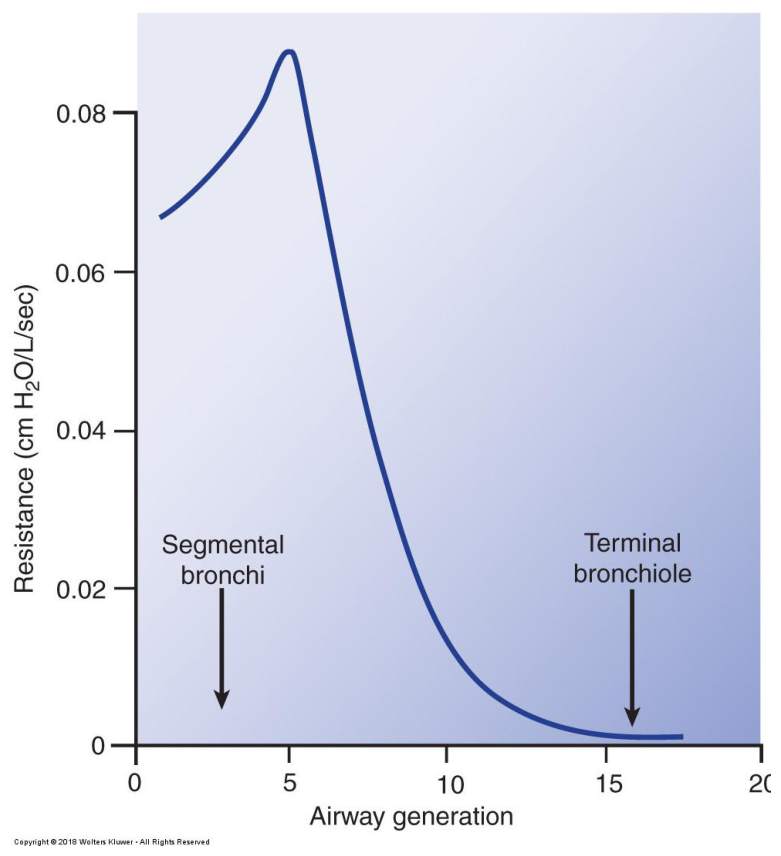 0.08
0.06
0.04
0.02
0
Resistance (cm H₂O/L/sec)
Segmental
bronchi
Terminal
bronchiole
0 5 10 15 20
Airway generation
Copyright © 2018 Wolters Kluwer - All Rights Reserved